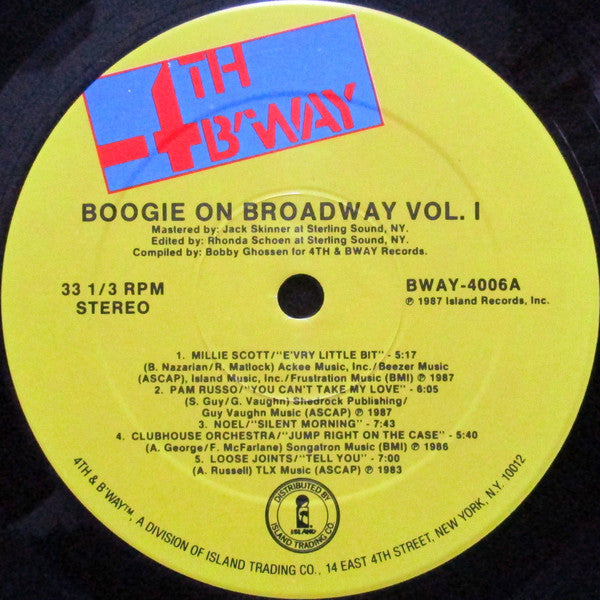 4TH
B'WAY
BOOGIE ON BROADWAY VOL. I
Mastered by: Jack Skinner at Sterling Sound, NY.
Edited by: Rhonda Schoen at Sterling Sound, NY.
Compiled by: Bobby Ghossen for 4TH & BWAY Records.
33 1/3 RPM
STEREO
BWAY-4006A
℗ 1987 Island Records, Inc.
1. MILLIE SCOTT/"E'VRY LITTLE BIT" - 5:17
(B. Nazarian/R. Matlock) Ackee Music, Inc./Beezer Music
(ASCAP), Island Music, Inc./Frustration Music (BMI) ℗ 1987
2. PAM RUSSO/"YOU CAN'T TAKE MY LOVE" - 6:05
(S. Guy/G. Vaughn) Shedrock Publishing/
Guy Vaughn Music (ASCAP) ℗ 1987
3. NOEL/"SILENT MORNING" - 7:43
4. CLUBHOUSE ORCHESTRA/"JUMP RIGHT ON THE CASE" - 5:40
(A. George/F. McFarlane) Songatron Music (BMI) ℗ 1986
5. LOOSE JOINTS/"TELL YOU" - 7:00
(A. Russell) TLX Music (ASCAP) ℗ 1983
DISTRIBUTED BY
ISLAND
ISLAND TRADING CO.
4TH & B'WAY™, A DIVISION OF ISLAND TRADING CO., 14 EAST 4TH STREET, NEW YORK, N.Y. 10012